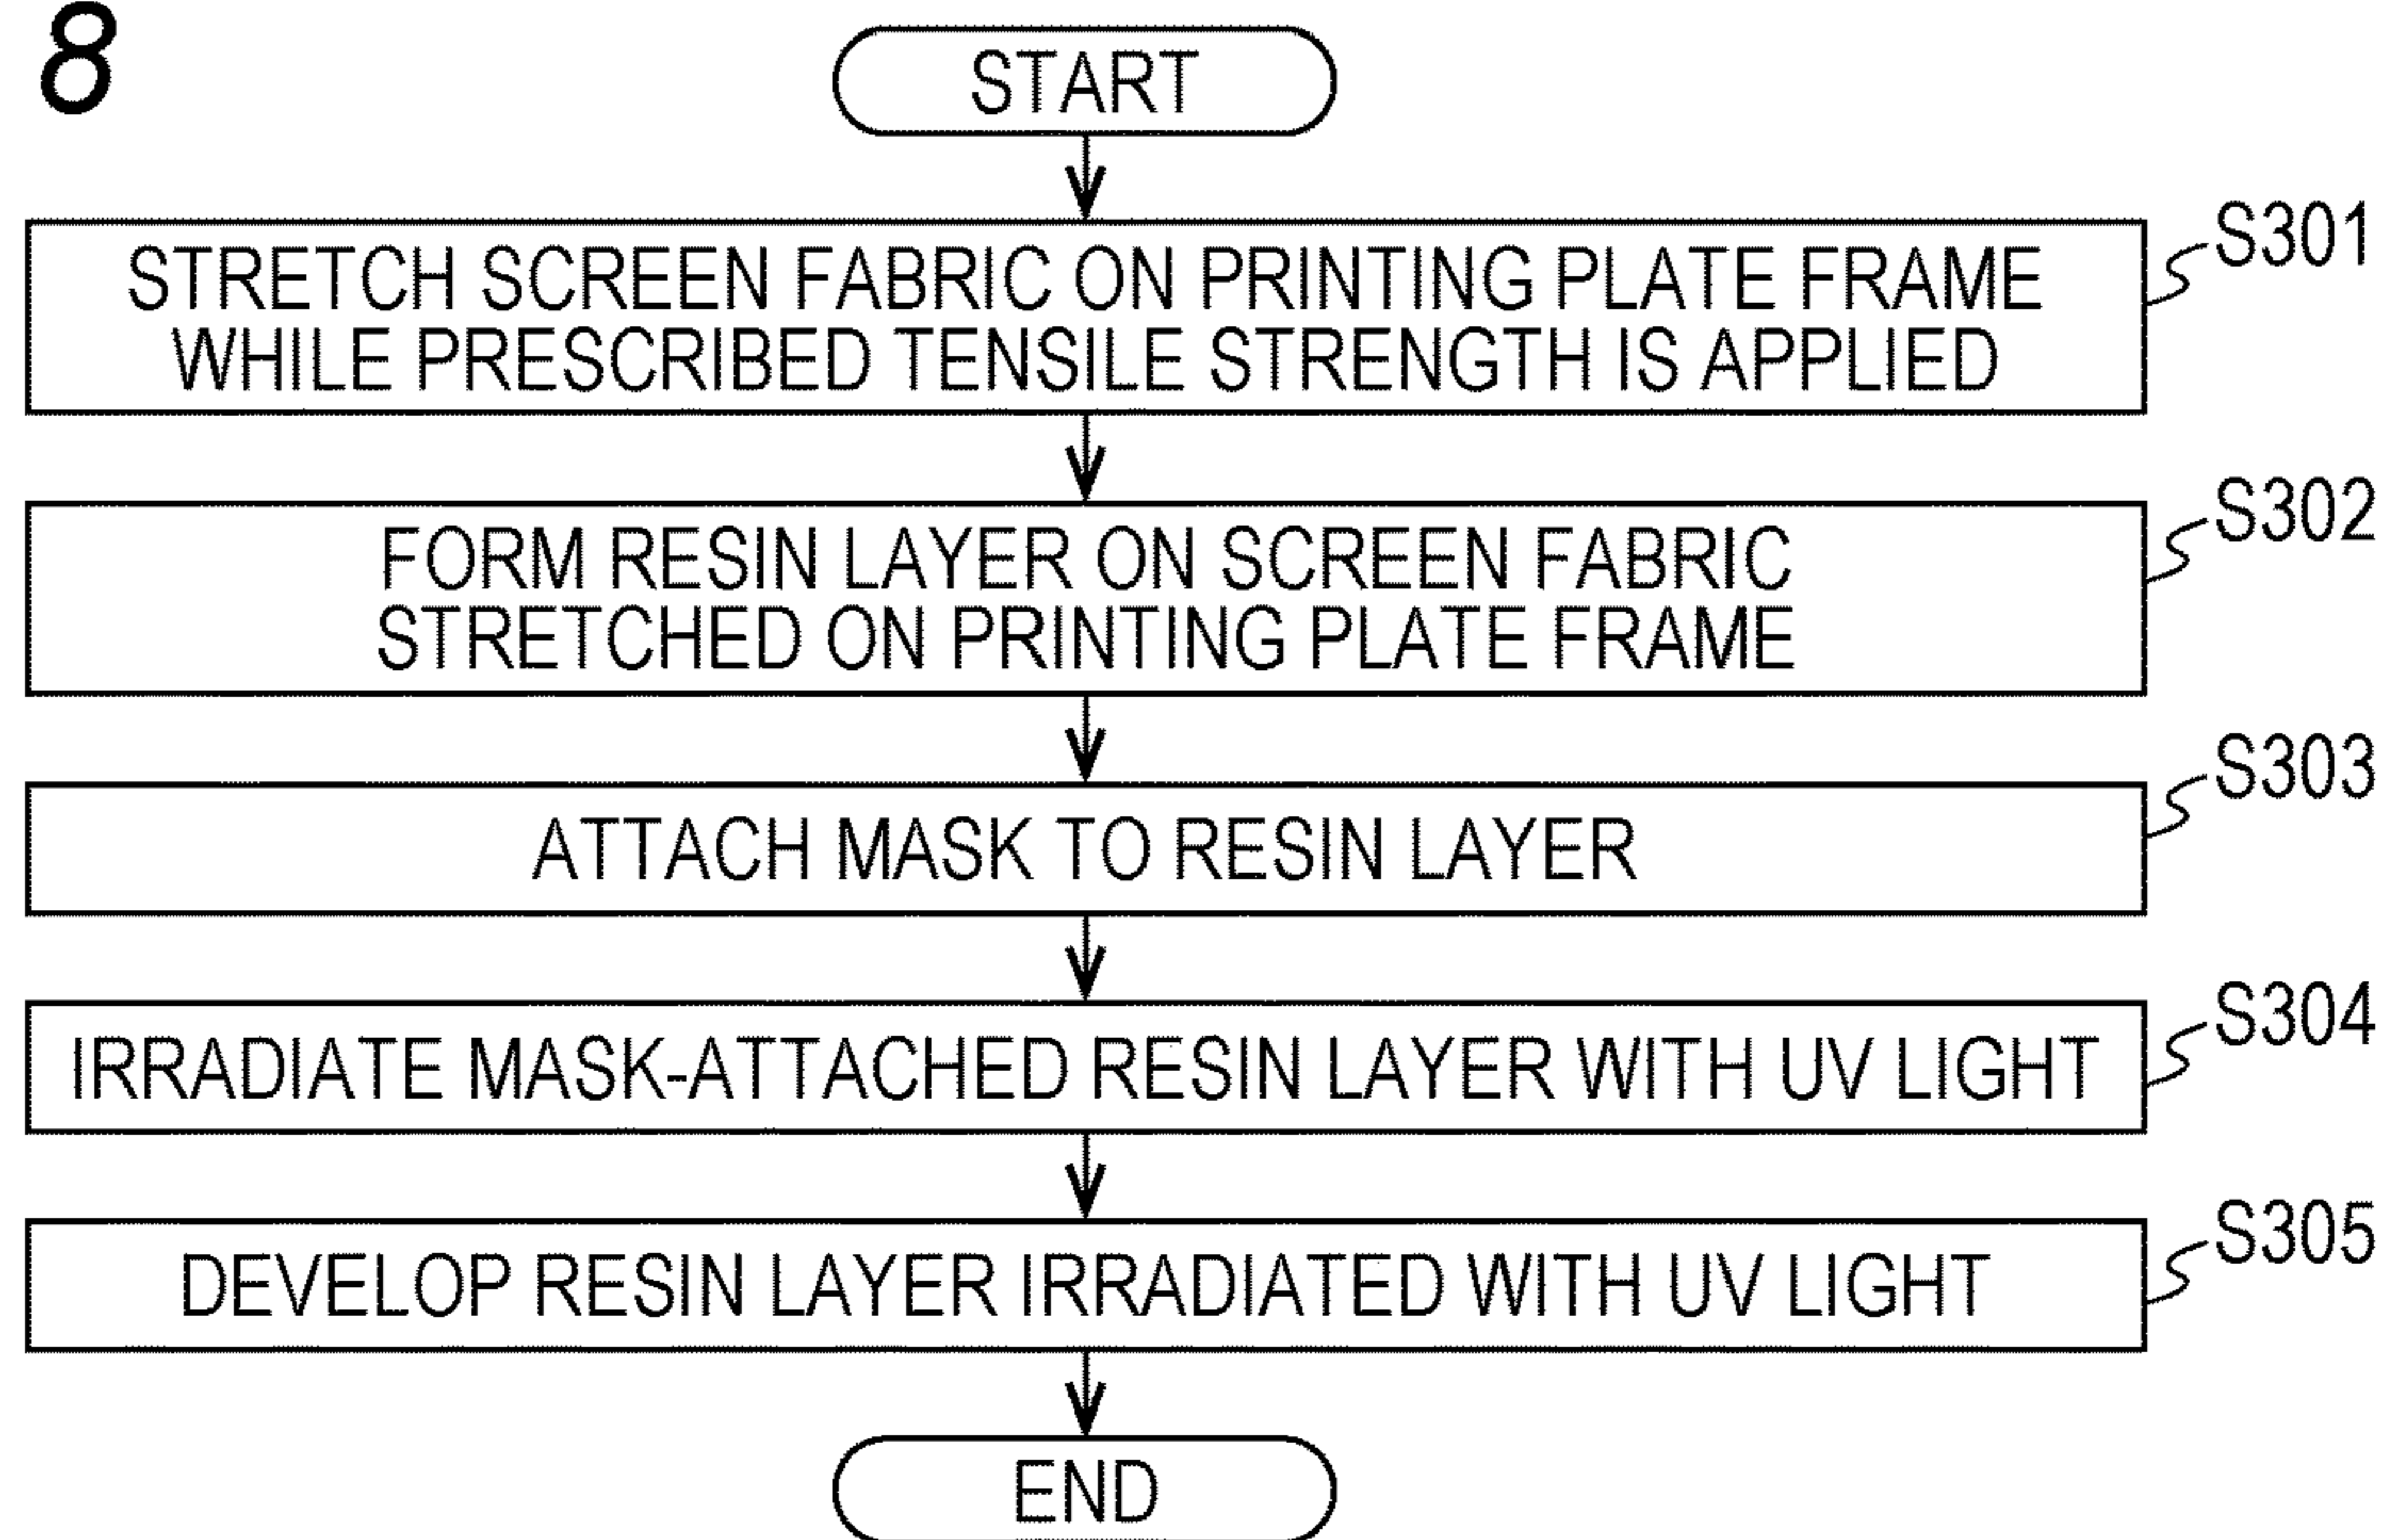 8
START
STRETCH SCREEN FABRIC ON PRINTING PLATE FRAME
WHILE PRESCRIBED TENSILE STRENGTH IS APPLIED
S301
FORM RESIN LAYER ON SCREEN FABRIC
STRETCHED ON PRINTING PLATE FRAME
S302
ATTACH MASK TO RESIN LAYER
S303
IRRADIATE MASK-ATTACHED RESIN LAYER WITH UV LIGHT
S304
DEVELOP RESIN LAYER IRRADIATED WITH UV LIGHT
S305
END